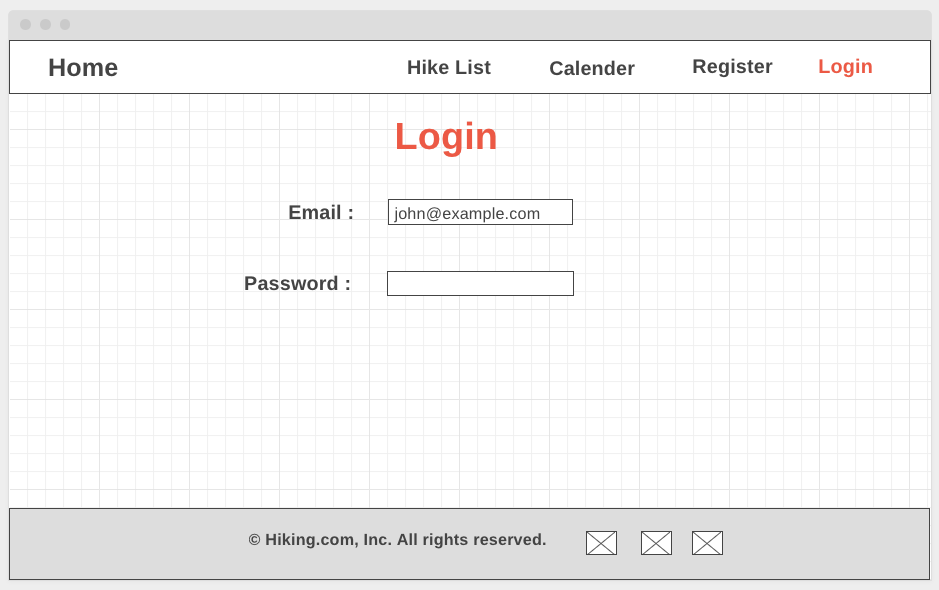 Home Hike List Calender Register Login
Login
Email : john@example.com
Password :
© Hiking.com, Inc. All rights reserved.